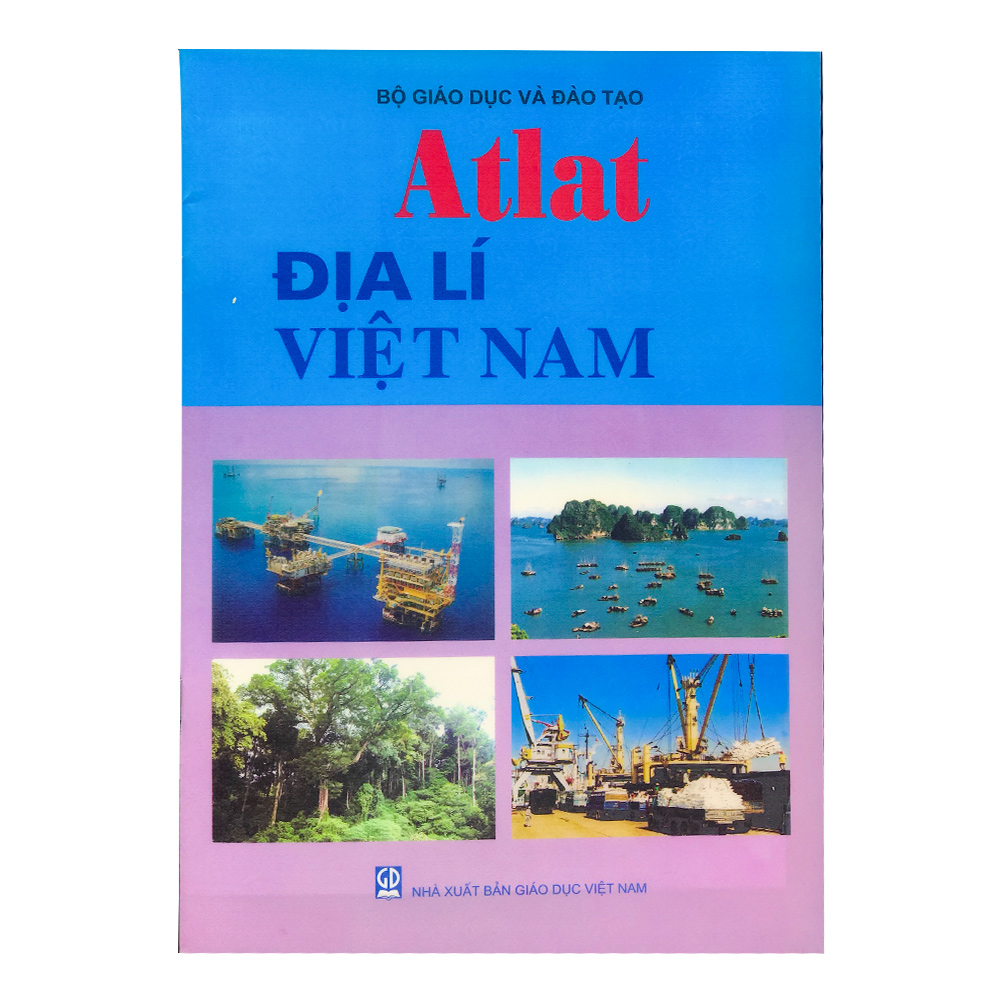 BỘ GIÁO DỤC VÀ ĐÀO TẠO
Atlat
ĐỊA LÍ
VIỆT NAM
GD
NHÀ XUẤT BẢN GIÁO DỤC VIỆT NAM